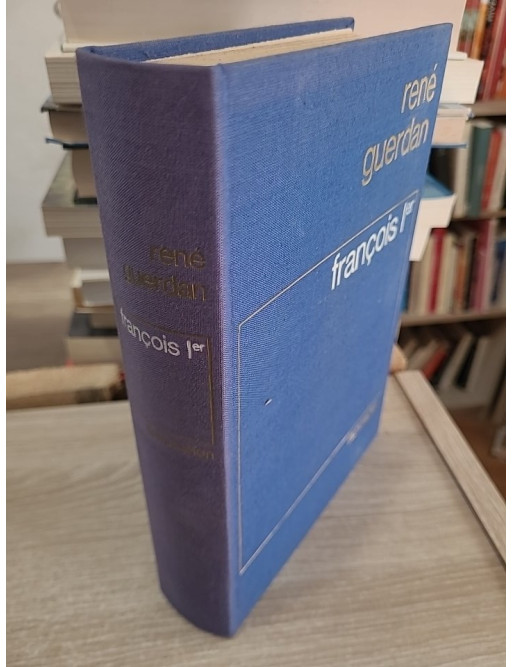 rené
guerdan
françois Ier
rené
guerdan
françois Ier